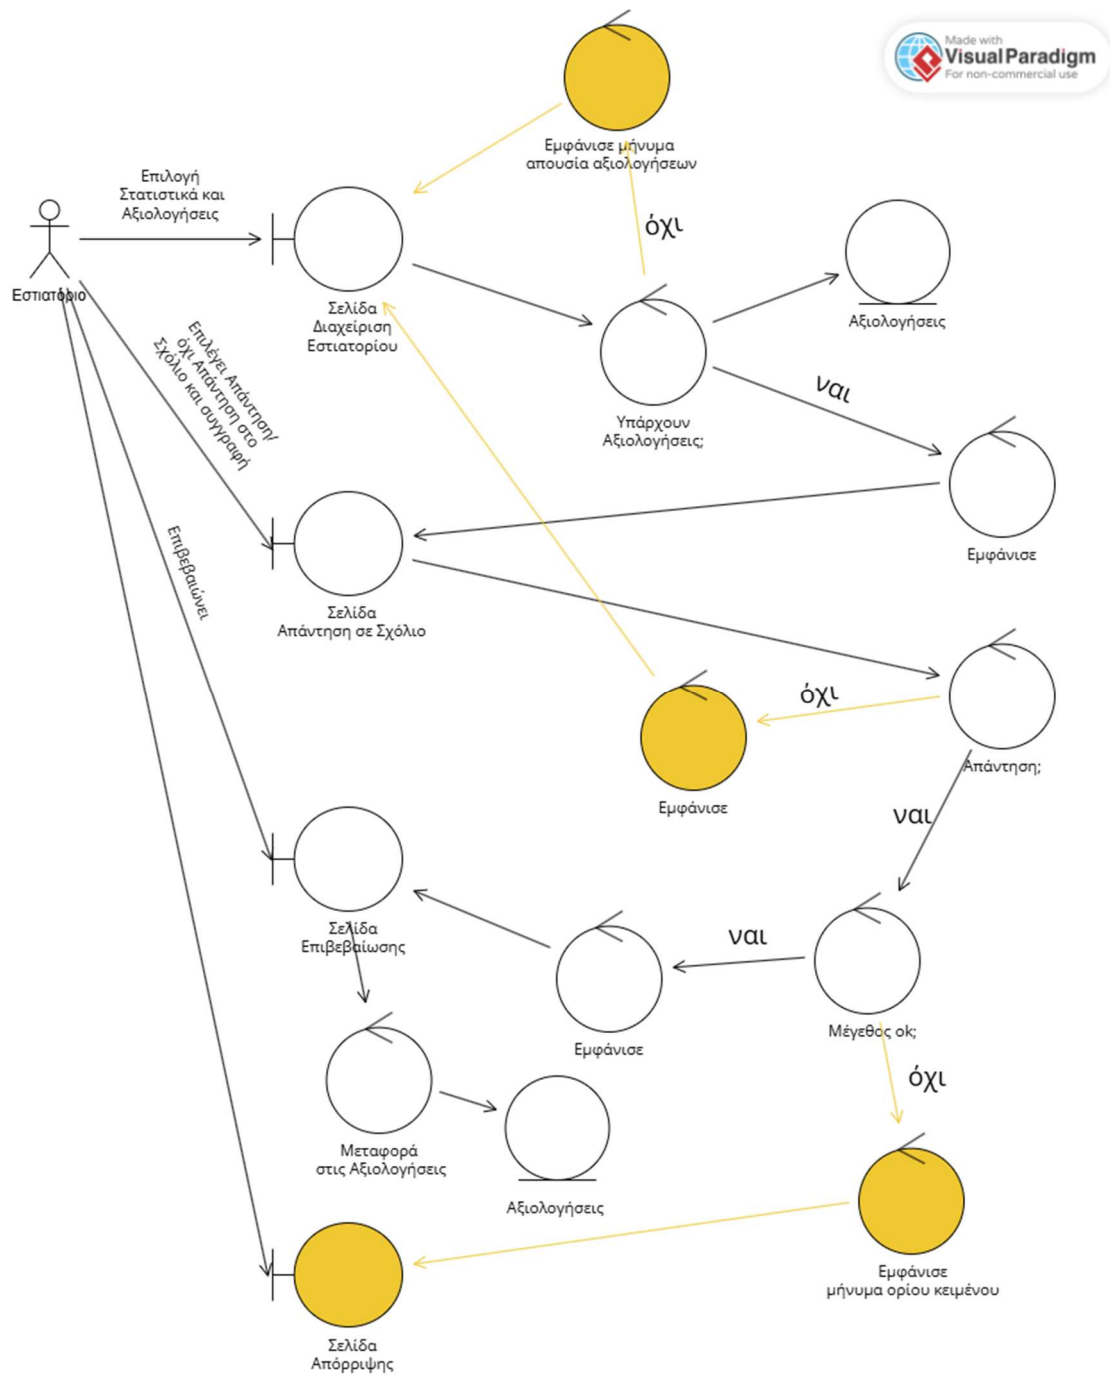 Made with
Visual Paradigm
For non-commercial use
Εμφάνισε μήνυμα
απουσία αξιολογήσεων
Επιλογή
Στατιστικά και
Αξιολογήσεις
όχι
Εστιατόριο
Σελίδα
Διαχείριση
Εστιατορίου
Αξιολογήσεις
Επιλέγει Απάντηση/
όχι Απάντηση στο
Σχόλιο και συγγραφή
ναι
Υπάρχουν
Αξιολογήσεις;
Εμφάνισε
Επιβεβαιώνει
Σελίδα
Απάντηση σε Σχόλιο
όχι
Απάντηση;
Εμφάνισε
ναι
Σελίδα
Επιβεβαίωσης
ναι
Μέγεθος ok;
Εμφάνισε
όχι
Μεταφορά
στις Αξιολογήσεις
Αξιολογήσεις
Εμφάνισε
μήνυμα ορίου κειμένου
Σελίδα
Απόρριψης